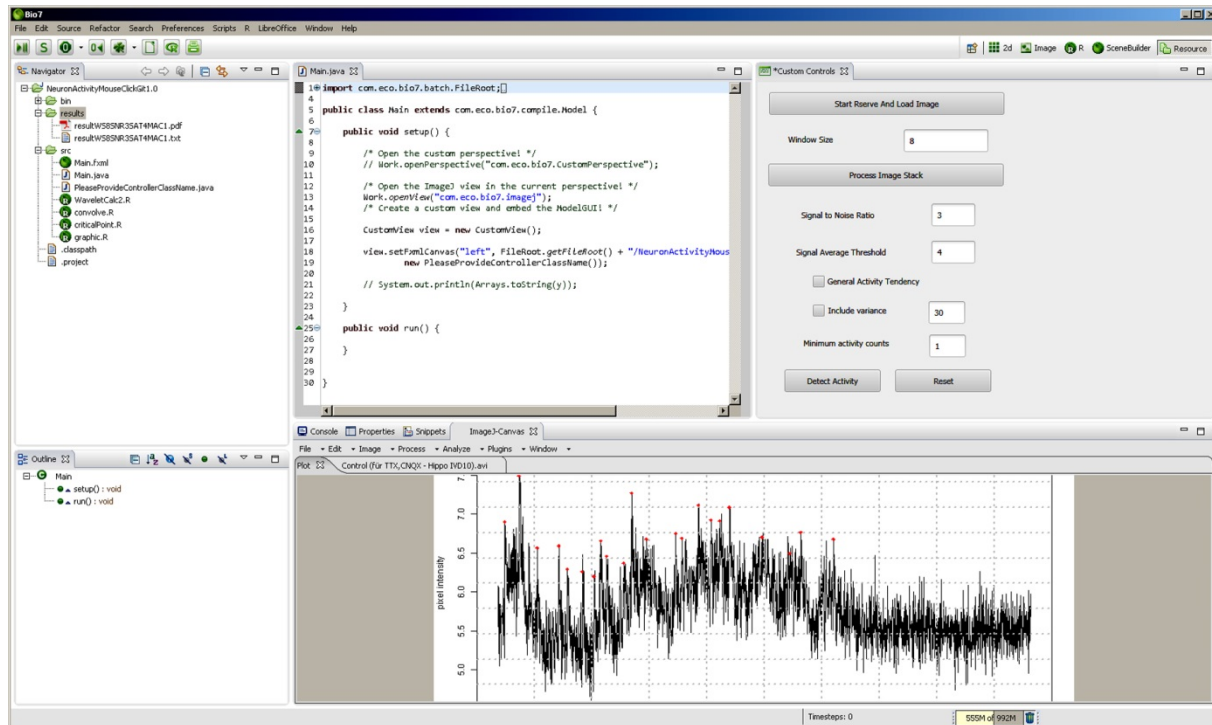 Bio7
File Edit Source Refactor Search Preferences Scripts R LibreOffice Window Help
2d Image R SceneBuilder Resource
Navigator
NeuronActivityMouseClickGit1.0
bin
results
resultW585NR35AT4MAC1.pdf
resultW585NR35AT4MAC1.txt
src
Main.fxml
Main.java
PleaseProvideControllerClassName.java
WaveletCalc2.R
convolve.R
criticalPoint.R
graphic.R
.classpath
.project
Main.java
1 import com.eco.bio7.batch.FileRoot;
4
5 public class Main extends com.eco.bio7.compile.Model {
6
7 public void setup() {
8
9 /* Open the custom perspective! */
10 // Work.openPerspective("com.eco.bio7.CustomPerspective");
11
12 /* Open the ImageJ view in the current perspective! */
13 Work.openView("com.eco.bio7.imagej");
14 /* Create a custom view and embed the ModelGUI! */
15
16 CustomView view = new CustomView();
17
18 view.setFxmlCanvas("left", FileRoot.getFileRoot() + "/NeuronActivityMous
19 new PleaseProvideControllerClassName());
20
21 // System.out.println(Arrays.toString(y));
22
23 }
24
25 public void run() {
26
27 }
28
29
30 }
*Custom Controls
Start Rserve And Load Image
Window Size 8
Process Image Stack
Signal to Noise Ratio 3
Signal Average Threshold 4
General Activity Tendency
Include variance 30
Minimum activity counts 1
Detect Activity Reset
Outline
Main
setup() : void
run() : void
Console Properties Snippets ImageJ-Canvas
File Edit Image Process Analyze Plugins Window
Plot Control (für TTX,CNQX - Hippo IVD10).avi
pixel intensity
7.0
6.5
6.0
5.5
5.0
Timesteps: 0
555M of 992M